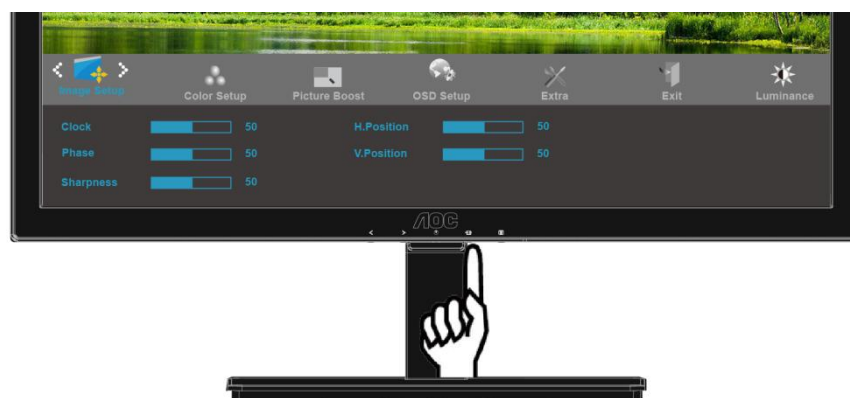 Image Setup Color Setup Picture Boost OSD Setup Extra Exit Luminance
Clock 50 H.Position 50
Phase 50 V.Position 50
Sharpness 50
AOC